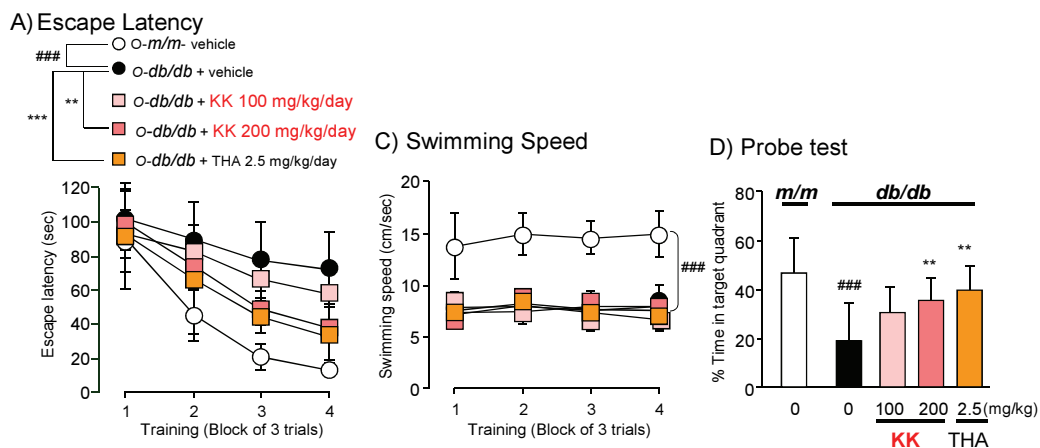 A) Escape Latency
###
**
***
O-m/m- vehicle
O-db/db + vehicle
O-db/db + KK 100 mg/kg/day
O-db/db + KK 200 mg/kg/day
O-db/db + THA 2.5 mg/kg/day
Escape latency (sec)
120
100
80
60
40
20
0
1 2 3 4
Training (Block of 3 trials)
C) Swimming Speed
Swimming speed (cm/sec)
20
15
10
5
0
###
1 2 3 4
Training (Block of 3 trials)
D) Probe test
% Time in target quadrant
80
60
40
20
0
m/m db/db
### ** **
0 0 100 200 2.5 (mg/kg)
KK THA